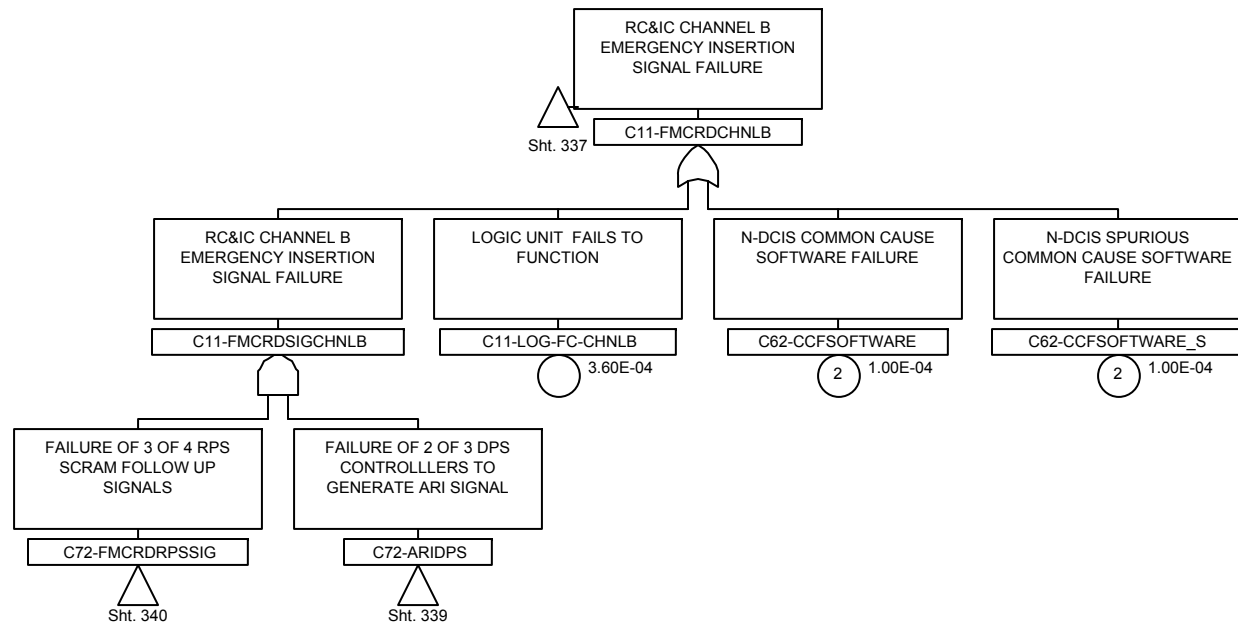 RC&IC CHANNEL B
EMERGENCY INSERTION
SIGNAL FAILURE
Sht. 337
C11-FMCRDCHNLB
RC&IC CHANNEL B
EMERGENCY INSERTION
SIGNAL FAILURE
C11-FMCRDSIGCHNLB
LOGIC UNIT FAILS TO
FUNCTION
C11-LOG-FC-CHNLB
3.60E-04
N-DCIS COMMON CAUSE
SOFTWARE FAILURE
C62-CCFSOFTWARE
2
1.00E-04
N-DCIS SPURIOUS
COMMON CAUSE SOFTWARE
FAILURE
C62-CCFSOFTWARE_S
2
1.00E-04
FAILURE OF 3 OF 4 RPS
SCRAM FOLLOW UP
SIGNALS
C72-FMCRDRPSSIG
Sht. 340
FAILURE OF 2 OF 3 DPS
CONTROLLLERS TO
GENERATE ARI SIGNAL
C72-ARIDPS
Sht. 339